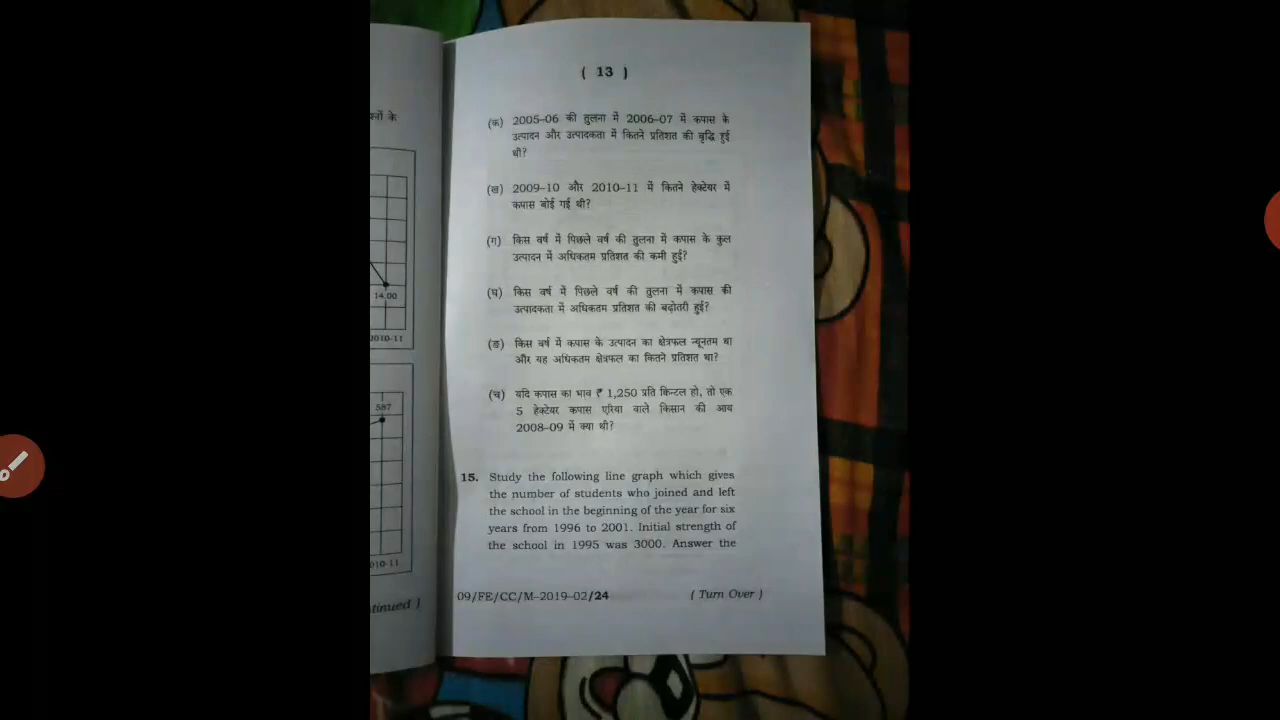 श्नों के
14.00
2010-11
587
010-11
tinued )
( 13 )
(क) 2005–06 की तुलना में 2006–07 में कपास के
उत्पादन और उत्पादकता में कितने प्रतिशत की वृद्धि हुई
थी?
(ख) 2009–10 और 2010–11 में कितने हेक्टेयर में
कपास बोई गई थी?
(ग) किस वर्ष में पिछले वर्ष की तुलना में कपास के कुल
उत्पादन में अधिकतम प्रतिशत की कमी हुई?
(घ) किस वर्ष में पिछले वर्ष की तुलना में कपास की
उत्पादकता में अधिकतम प्रतिशत की बढ़ोतरी हुई?
(ङ) किस वर्ष में कपास के उत्पादन का क्षेत्रफल न्यूनतम था
और यह अधिकतम क्षेत्रफल का कितने प्रतिशत था?
(च) यदि कपास का भाव ₹ 1,250 प्रति क्विन्टल हो, तो एक
5 हेक्टेयर कपास एरिया वाले किसान की आय
2008–09 में क्या थी?
15. Study the following line graph which gives
the number of students who joined and left
the school in the beginning of the year for six
years from 1996 to 2001. Initial strength of
the school in 1995 was 3000. Answer the
09/FE/CC/M–2019–02/24 ( Turn Over )